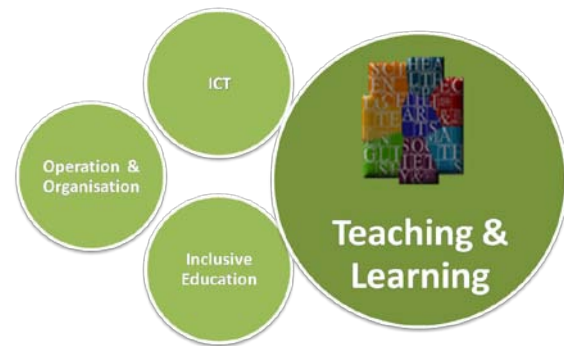 ICT
Operation &
Organisation
Inclusive
Education
Teaching &
Learning